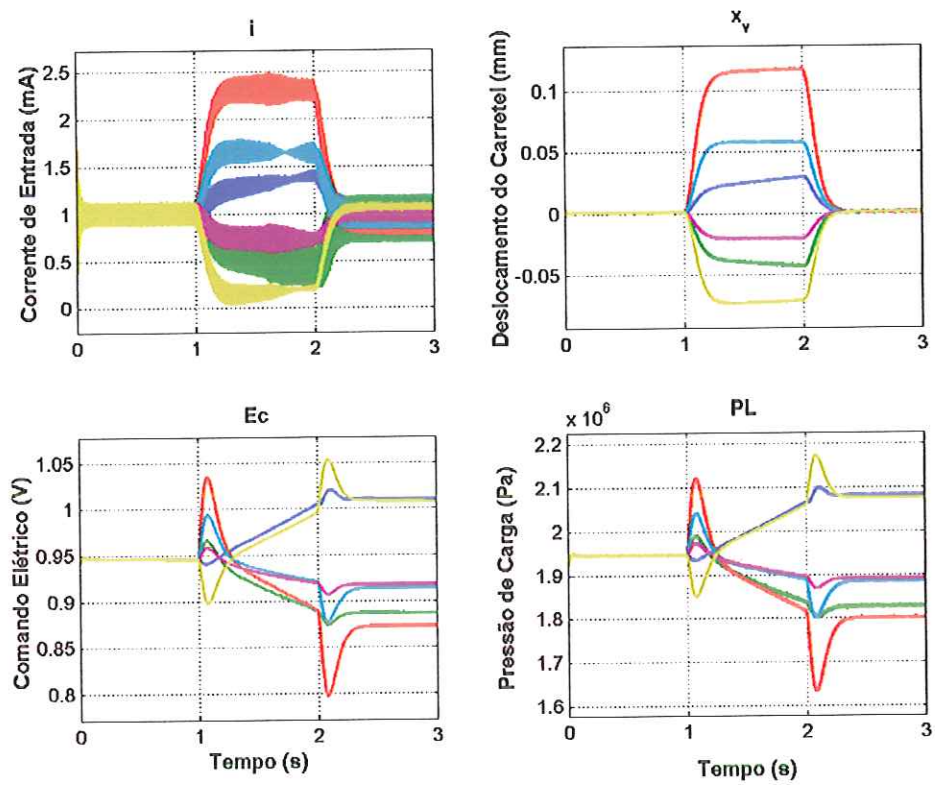 i
Corrente de Entrada (mA)
2.5
2
1.5
1
0.5
0
0 1 2 3
x_v
Deslocamento do Carretel (mm)
0.1
0.05
0
-0.05
0 1 2 3
Ec
Comando Elétrico (V)
1.05
1
0.95
0.9
0.85
0.8
0 1 2 3
Tempo (s)
PL
x 10^6
Pressão de Carga (Pa)
2.2
2.1
2
1.9
1.8
1.7
1.6
0 1 2 3
Tempo (s)